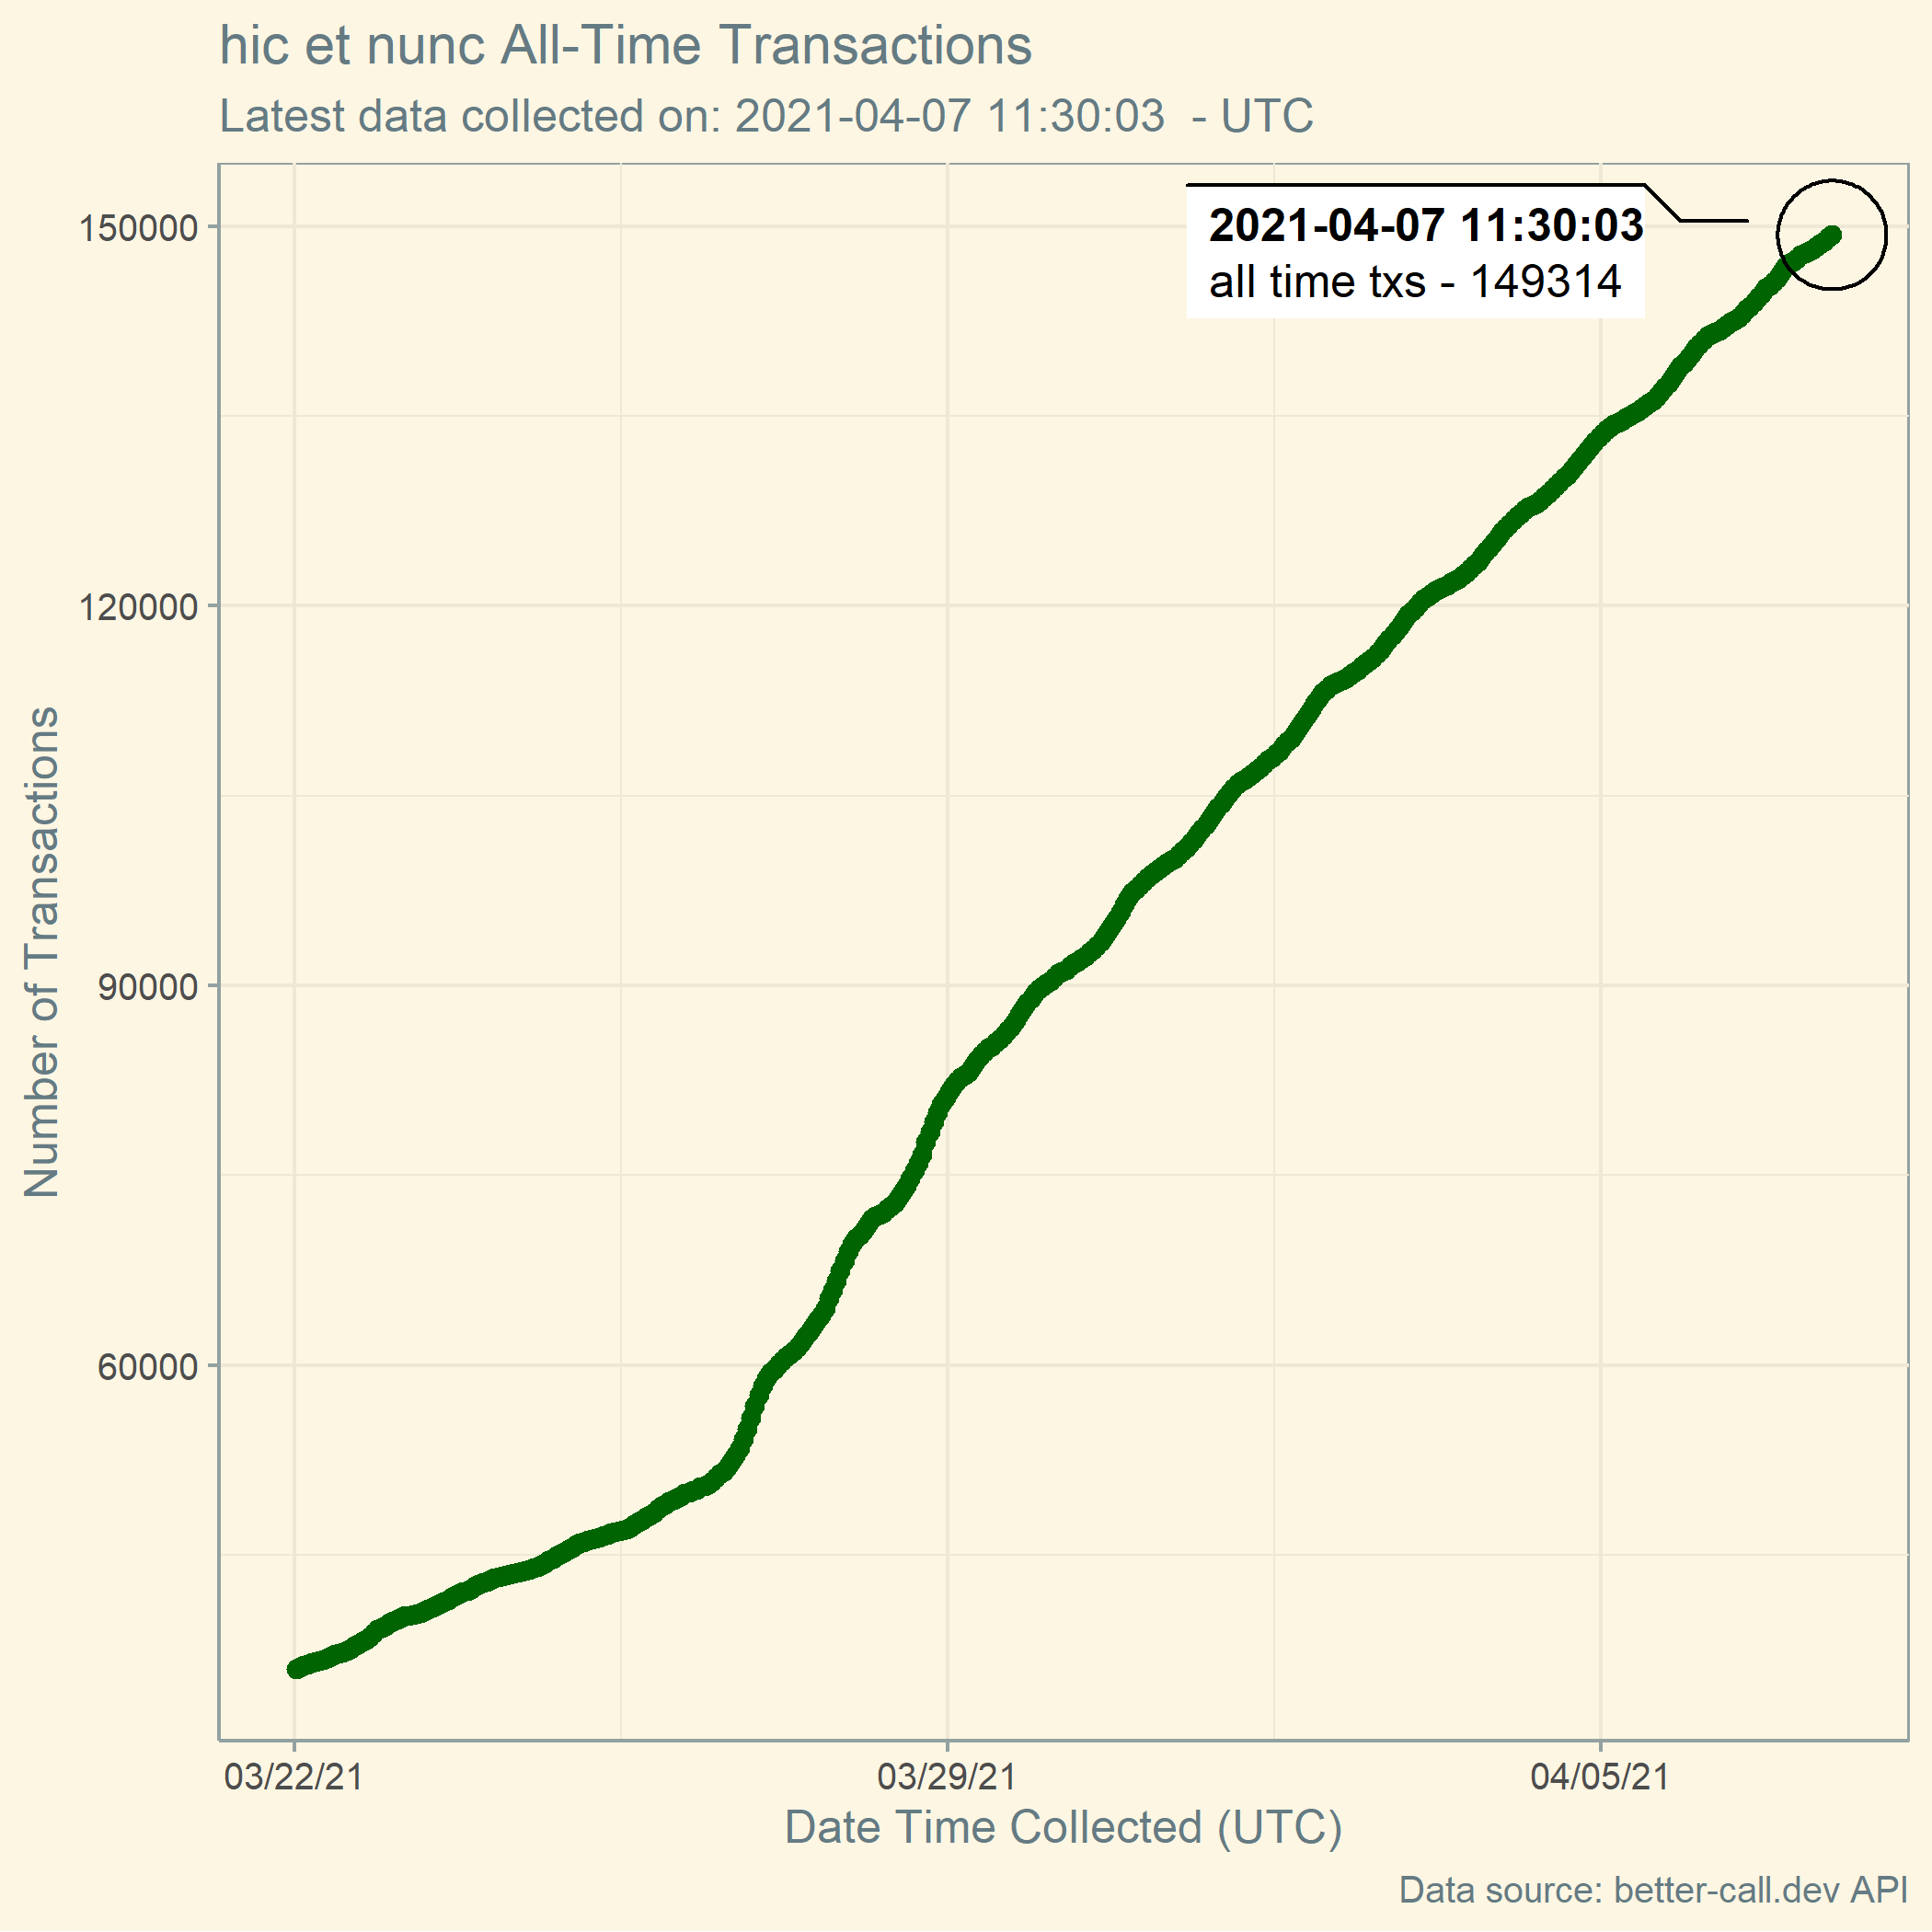 hic et nunc All-Time Transactions
Latest data collected on: 2021-04-07 11:30:03  - UTC
2021-04-07 11:30:03
all time txs - 149314
150000
120000
90000
60000
Number of Transactions
03/22/21
03/29/21
04/05/21
Date Time Collected (UTC)
Data source: better-call.dev API